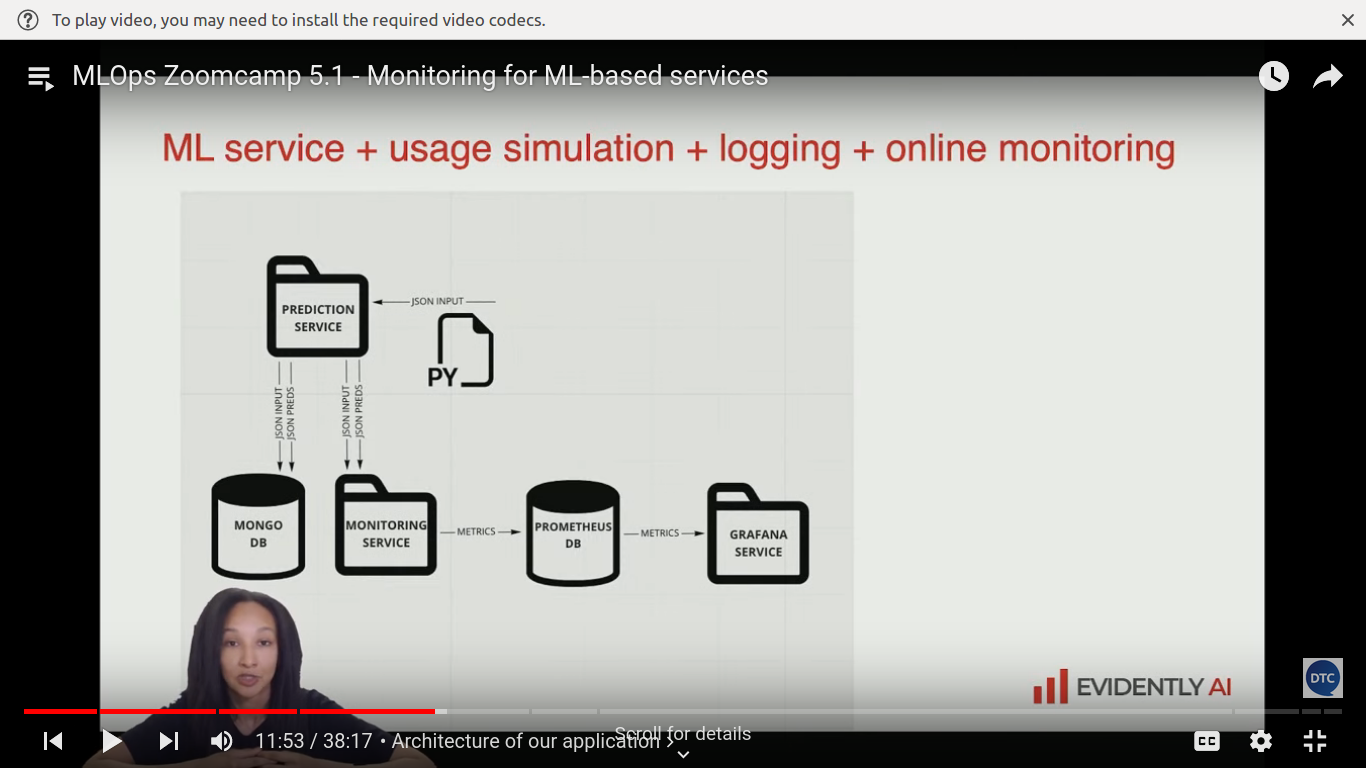 To play video, you may need to install the required video codecs.
MLOps Zoomcamp 5.1 - Monitoring for ML-based services
ML service + usage simulation + logging + online monitoring
PREDICTION
SERVICE
JSON INPUT
PY
JSON INPUT
JSON PREDS
JSON INPUT
JSON PREDS
MONGO
DB
MONITORING
SERVICE
METRICS
PROMETHEUS
DB
METRICS
GRAFANA
SERVICE
EVIDENTLY AI
DTC
11:53 / 38:17 • Architecture of our application
Scroll for details
CC